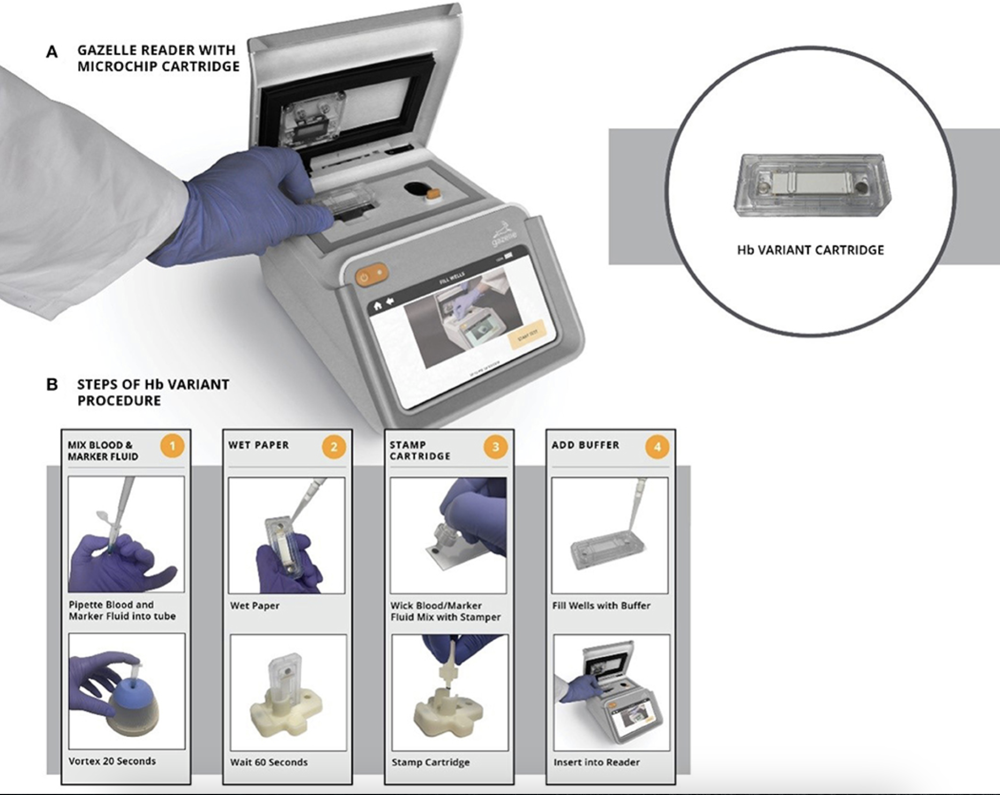 A
GAZELLE READER WITH
MICROCHIP CARTRIDGE
Hb VARIANT CARTRIDGE
gazelle
FILL WELLS
START TEST
B
STEPS OF Hb VARIANT
PROCEDURE
MIX BLOOD &
MARKER FLUID
1
Pipette Blood and
Marker Fluid into tube
Vortex 20 Seconds
WET PAPER
2
Wet Paper
Wait 60 Seconds
STAMP
CARTRIDGE
3
Wick Blood/Marker
Fluid Mix with Stamper
Stamp Cartridge
ADD BUFFER
4
Fill Wells with Buffer
Insert into Reader